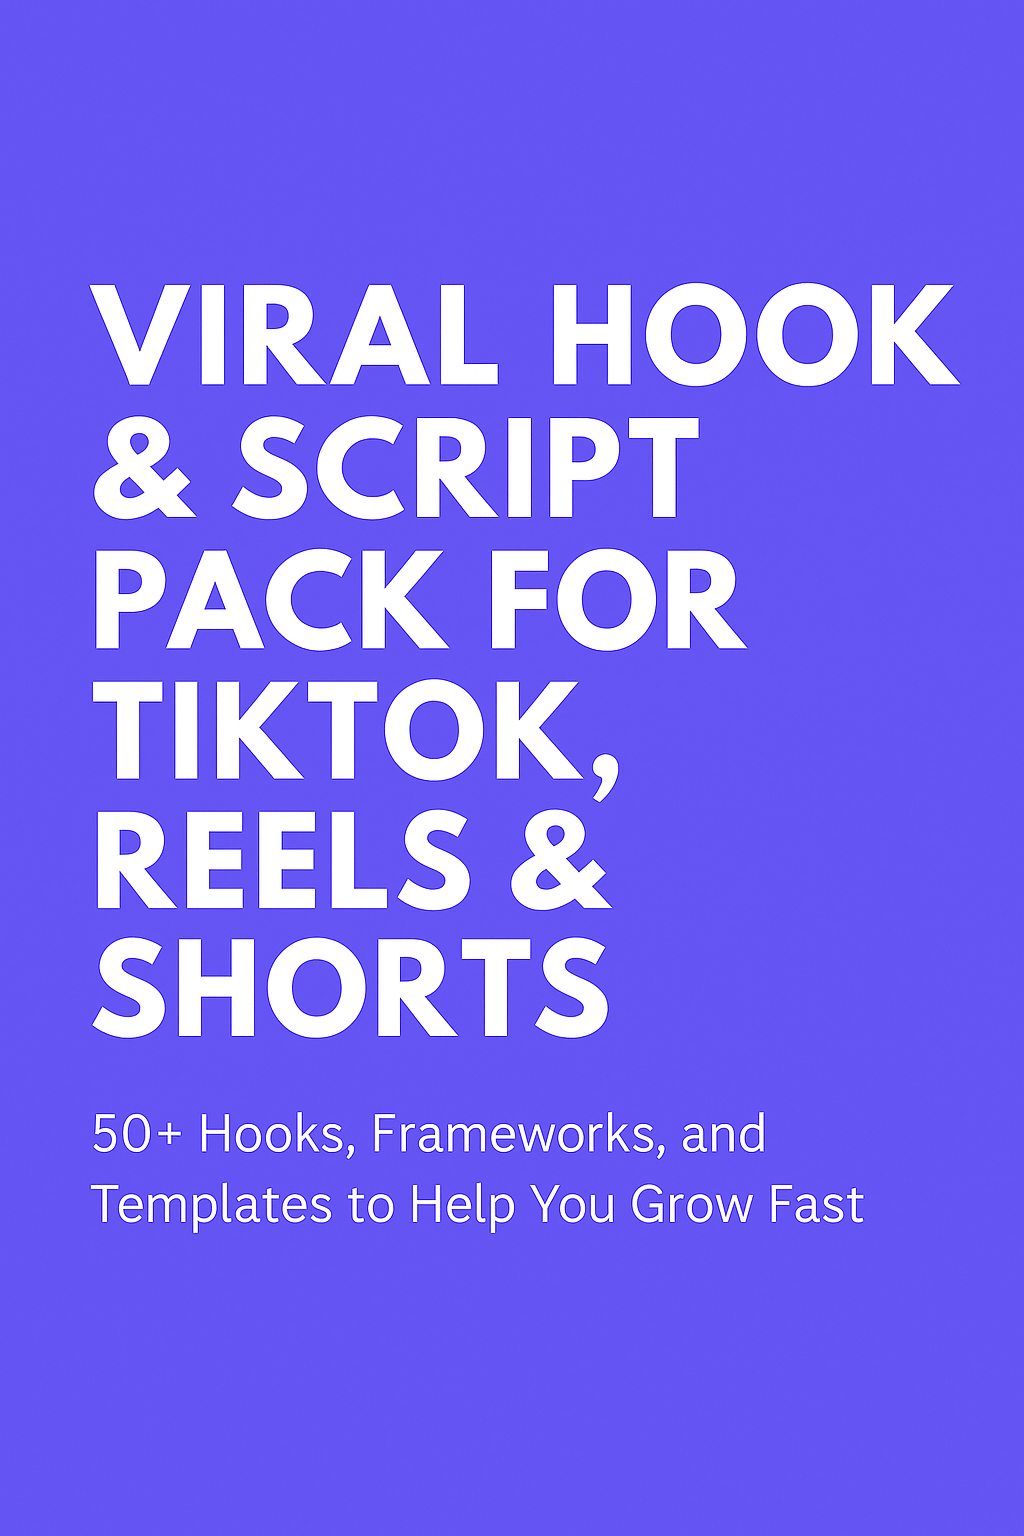 VIRAL HOOK
& SCRIPT
PACK FOR
TIKTOK,
REELS &
SHORTS
50+ Hooks, Frameworks, and
Templates to Help You Grow Fast